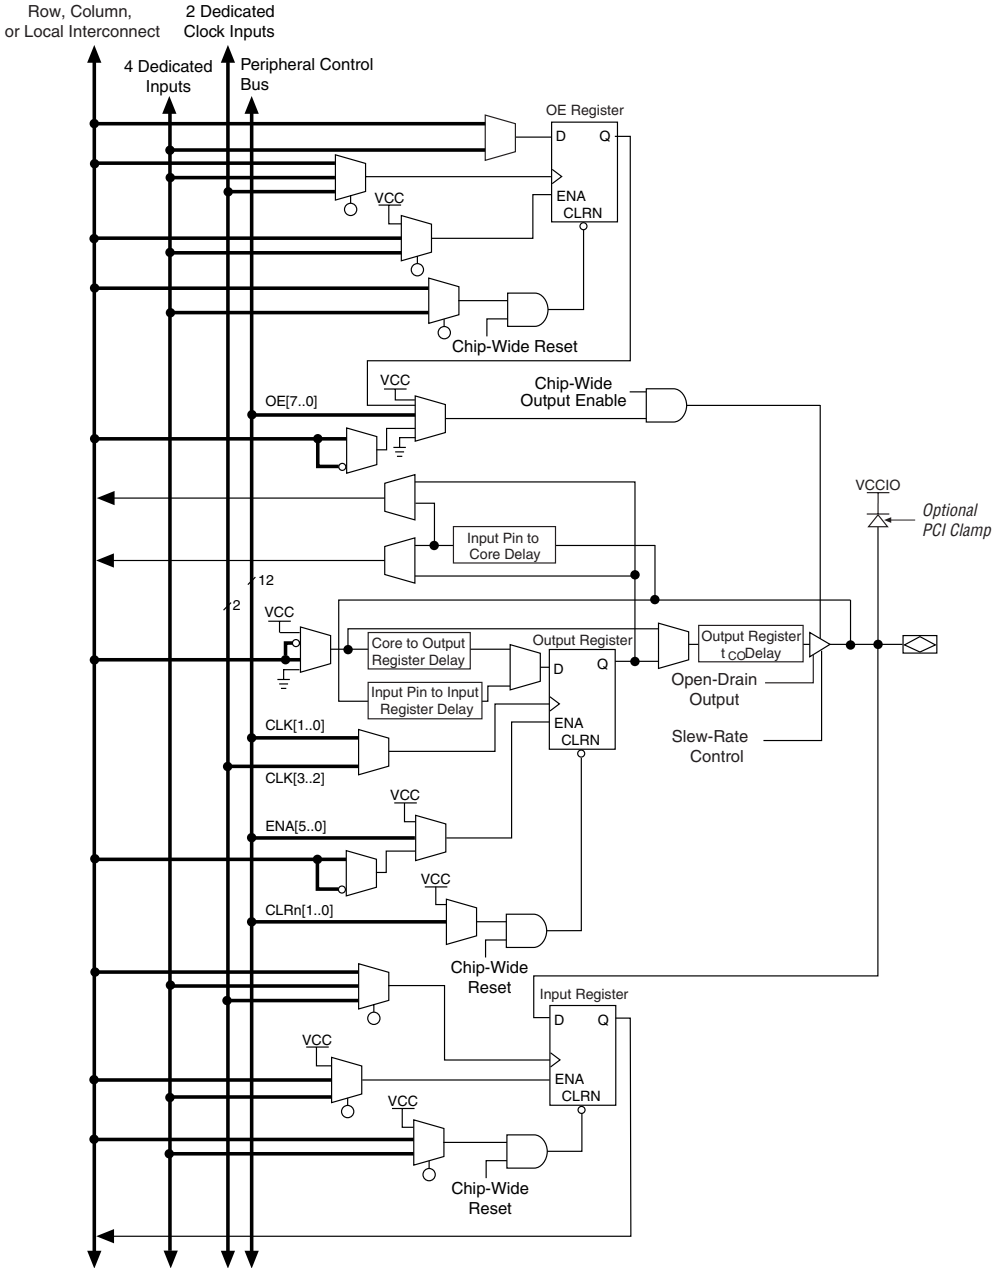 Row, Column,
or Local Interconnect
2 Dedicated
Clock Inputs
4 Dedicated
Inputs
Peripheral Control
Bus
OE Register
D
Q
ENA
CLRN
VCC
Chip-Wide Reset
VCC
OE[7..0]
Chip-Wide
Output Enable
VCCIO
Optional
PCI Clamp
Input Pin to
Core Delay
12
2
VCC
Core to Output
Register Delay
Input Pin to Input
Register Delay
Output Register
D
Q
ENA
CLRN
Output Register
t CO Delay
Open-Drain
Output
Slew-Rate
Control
CLK[1..0]
CLK[3..2]
VCC
ENA[5..0]
VCC
CLRn[1..0]
Chip-Wide
Reset
Input Register
D
Q
ENA
CLRN
VCC
VCC
Chip-Wide
Reset